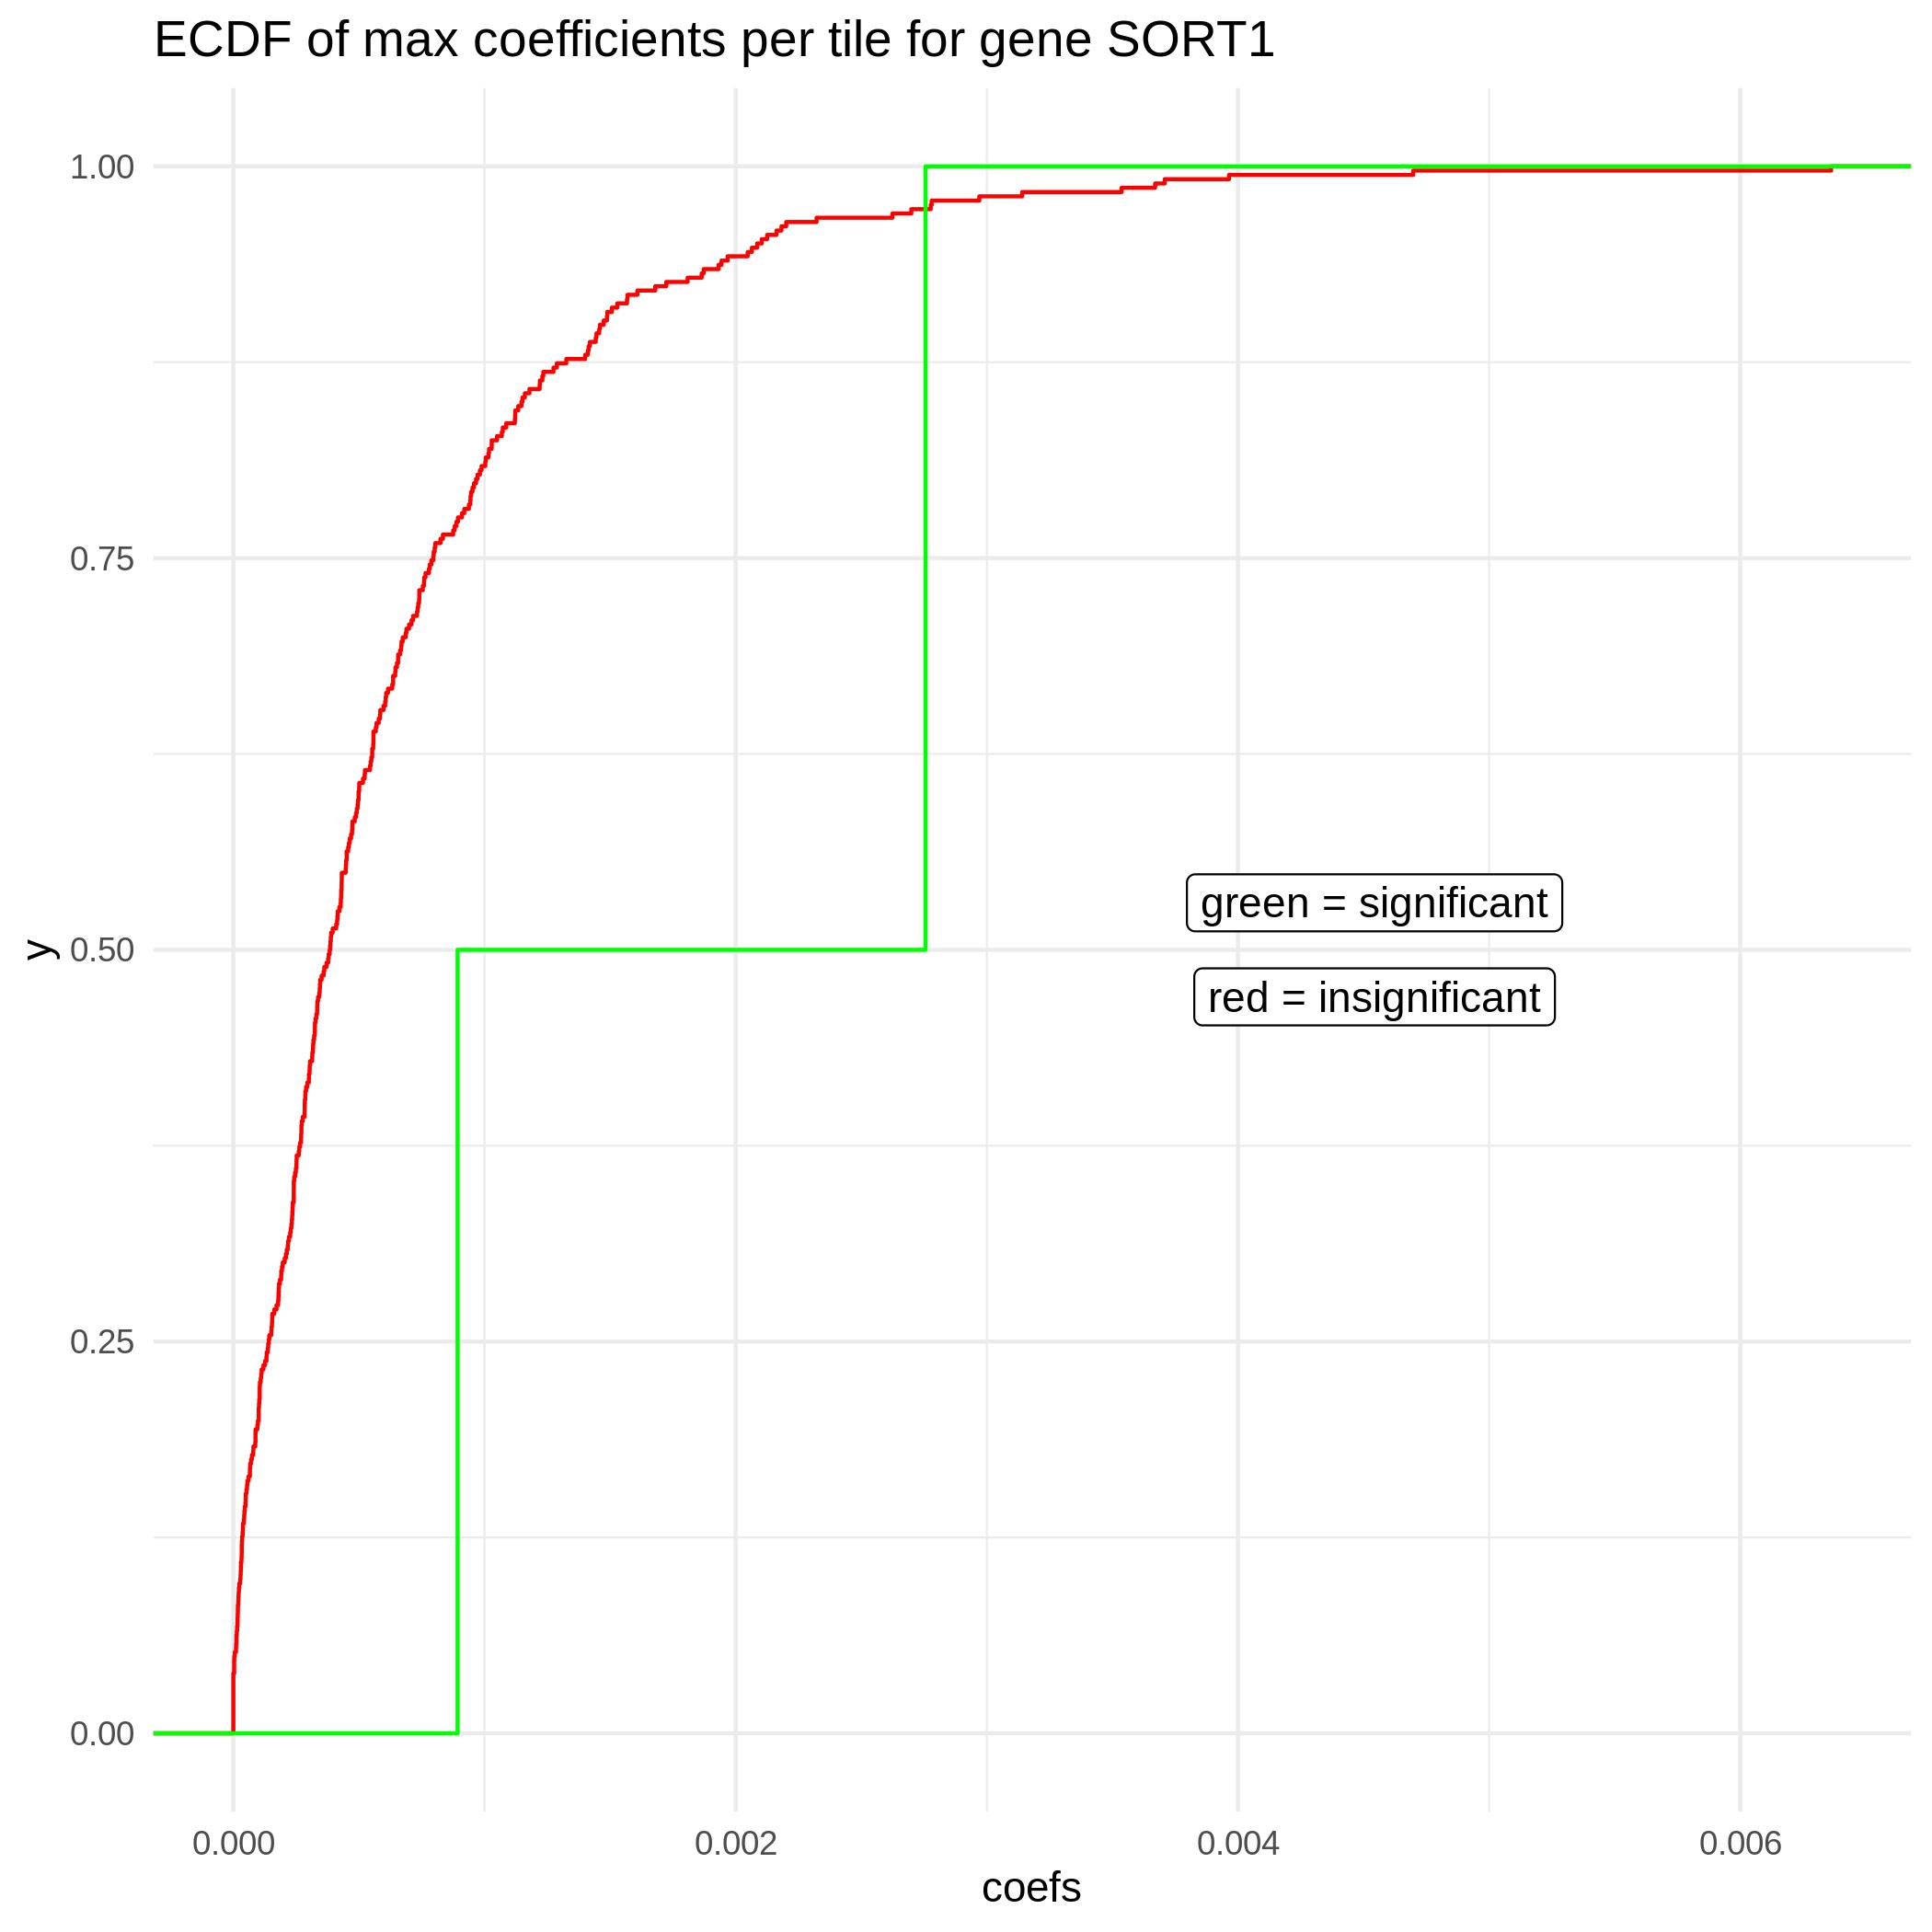 ECDF of max coefficients per tile for gene SORT1
1.00
0.75
0.50
0.25
0.00
y
green = significant
red = insignificant
0.000
0.002
0.004
0.006
coefs